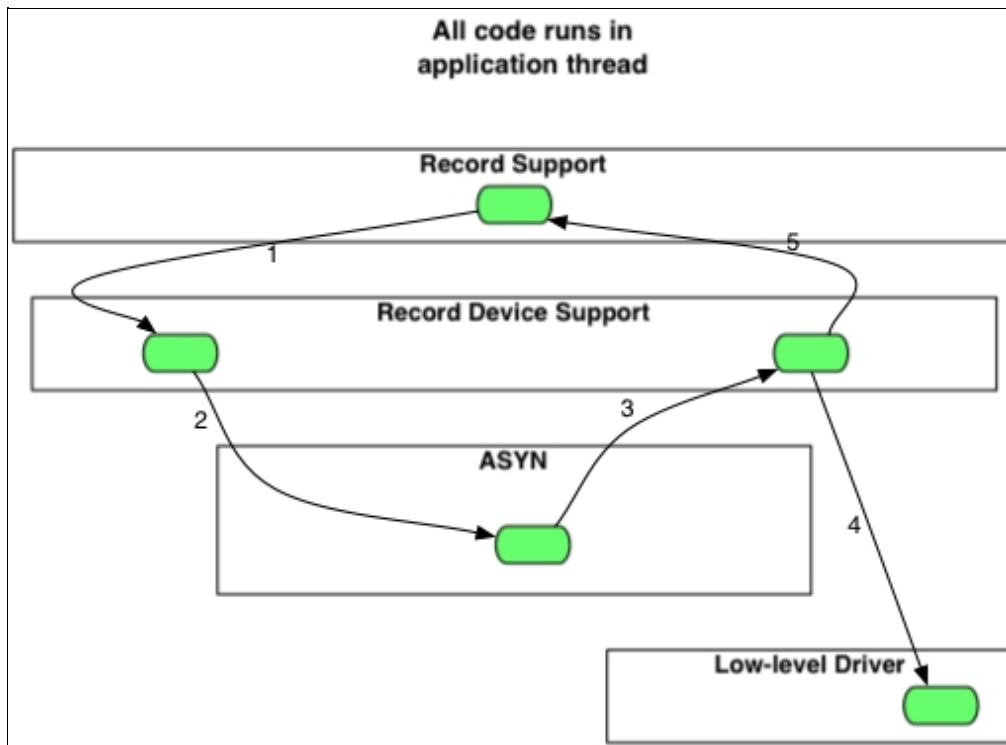 All code runs in
application thread
Record Support
1
5
Record Device Support
2
3
ASYN
4
Low-level Driver